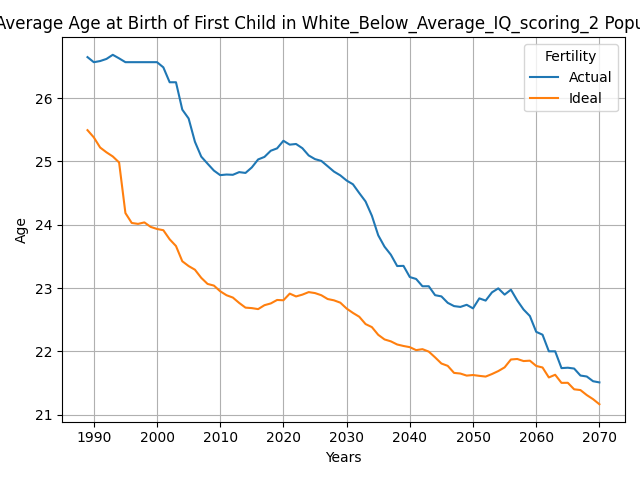 Average Age at Birth of First Child in White_Below_Average_IQ_scoring_2
Fertility
Actual
Ideal
26
25
24
23
22
21
Age
1990 2000 2010 2020 2030 2040 2050 2060 2070
Years